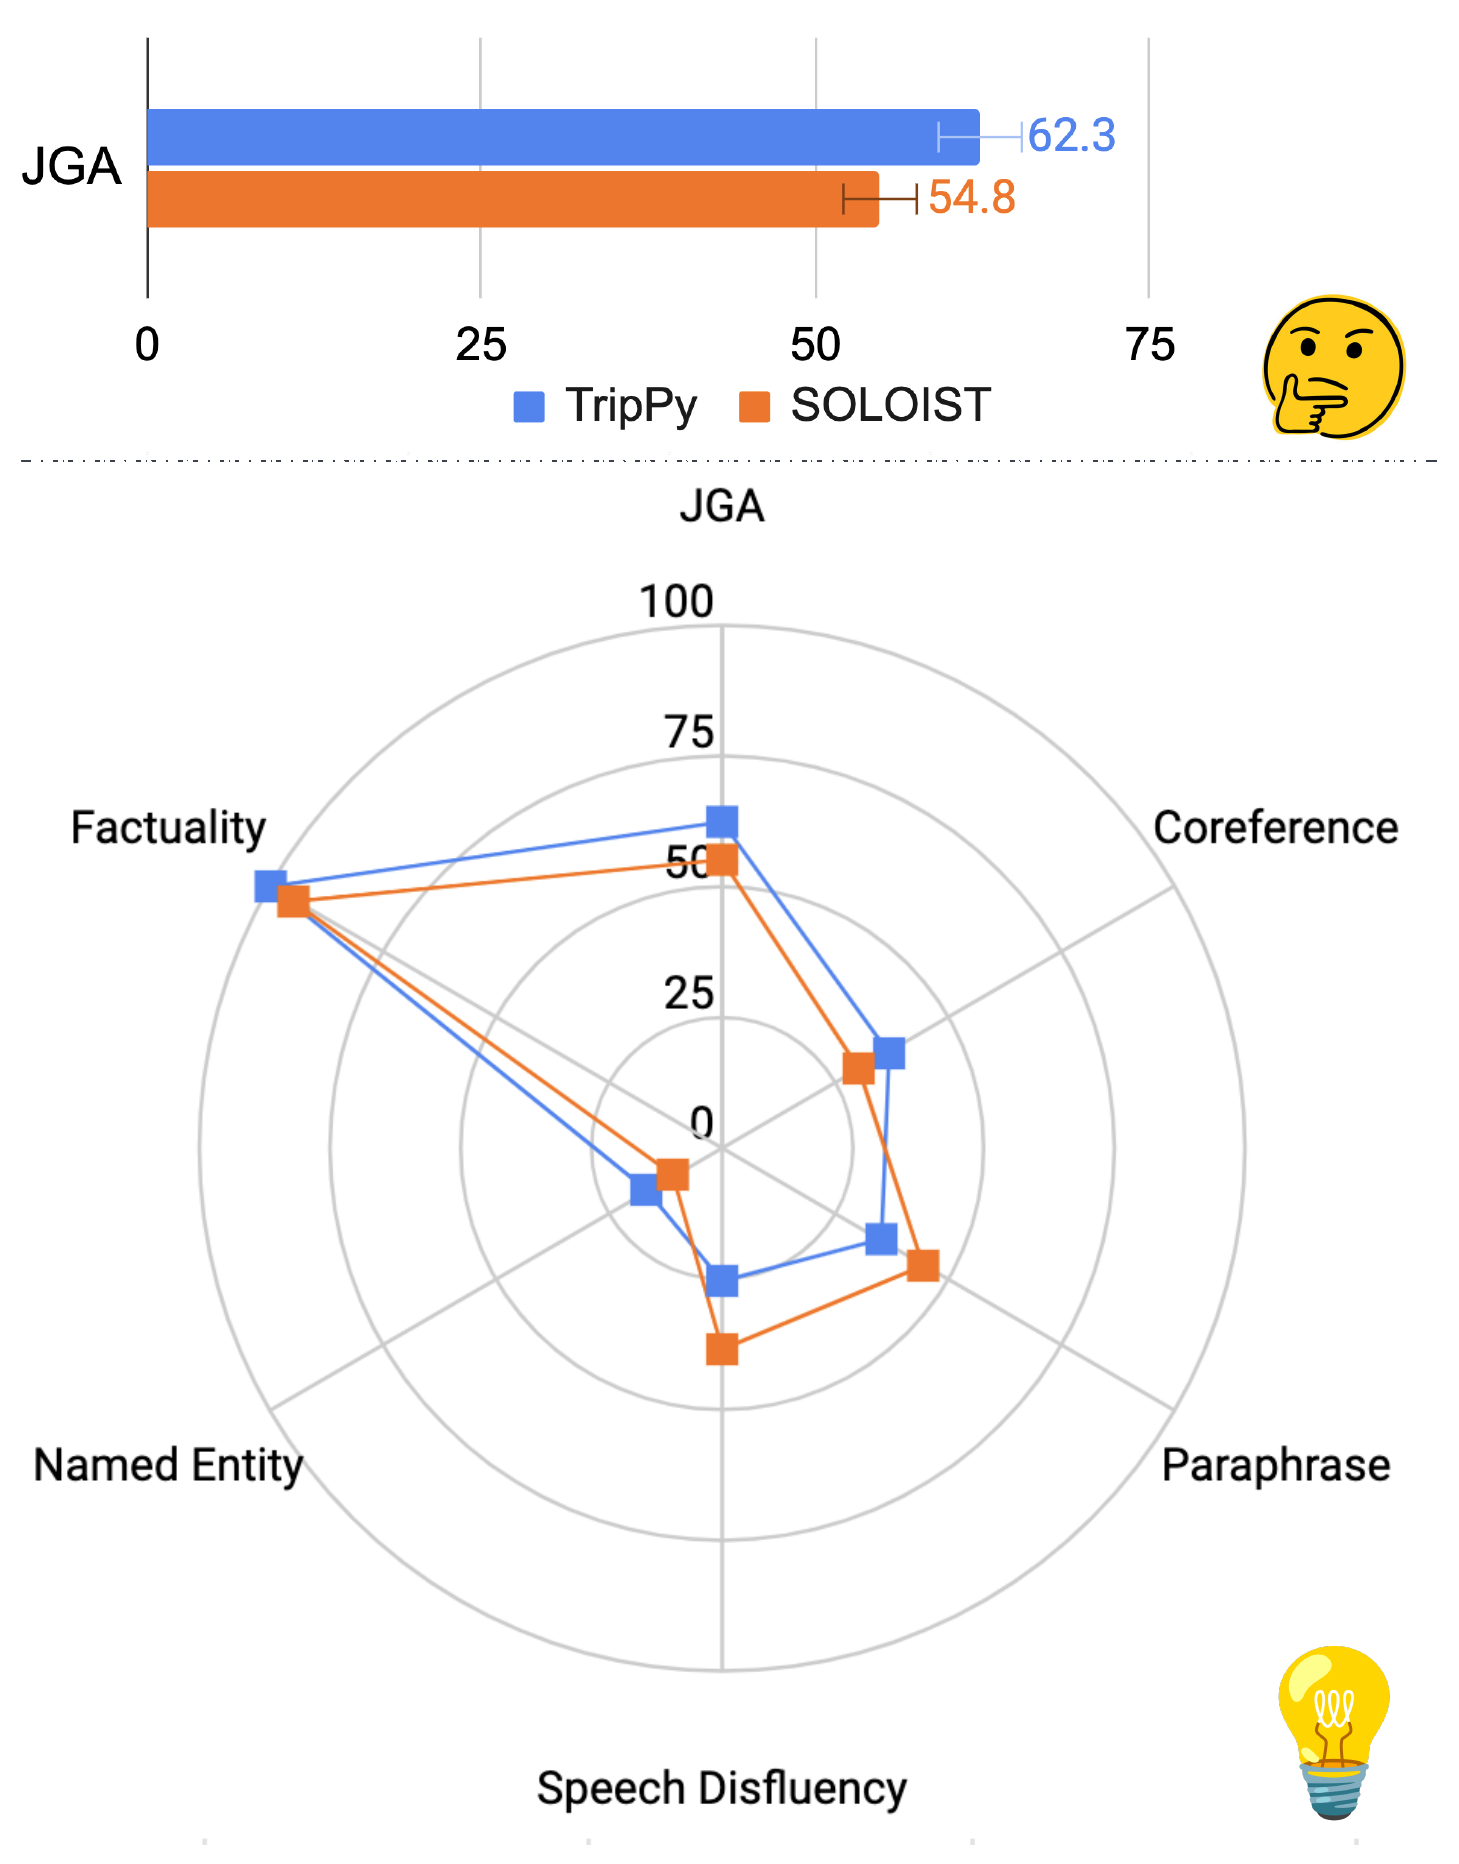 62.3
JGA
54.8
0 25 50 75
TripPy SOLOIST
JGA
100
75
Factuality
Coreference
50
25
0
Named Entity
Paraphrase
Speech Disfluency